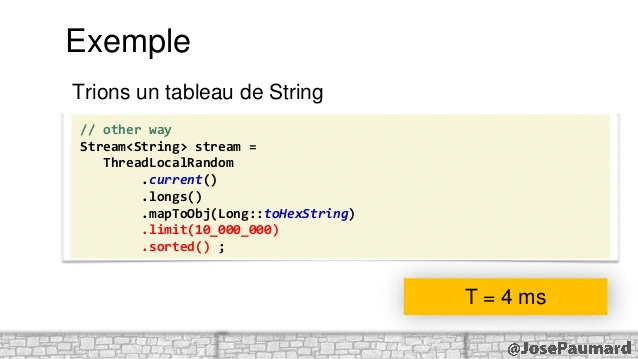 Exemple
Trions un tableau de String
// other way
Stream<String> stream =
ThreadLocalRandom
.current()
.longs()
.mapToObj(Long::toHexString)
.limit(10_000_000)
.sorted() ;
T = 4 ms
@JosePaumard